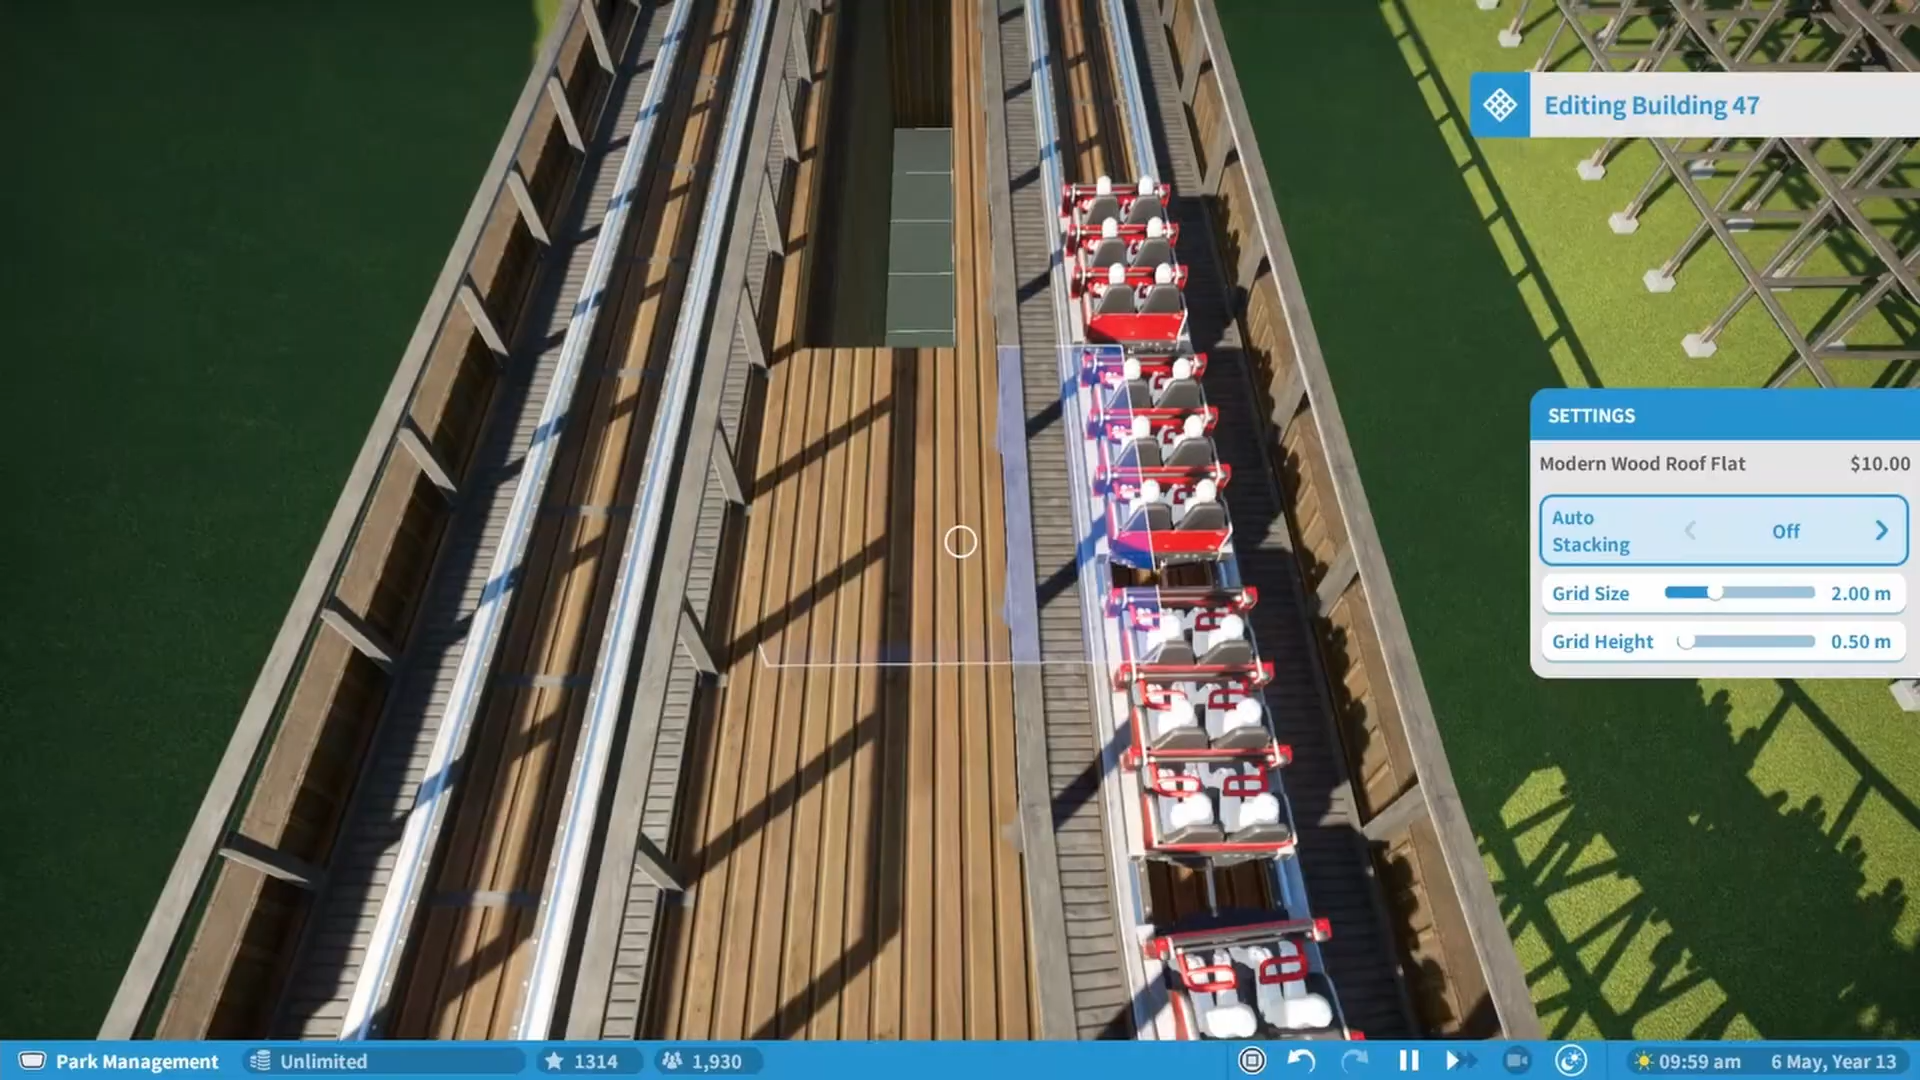 Editing Building 47
SETTINGS
Modern Wood Roof Flat $10.00
Auto Stacking Off
Grid Size 2.00 m
Grid Height 0.50 m
Park Management Unlimited 1314 1,930 09:59 am 6 May, Year 13